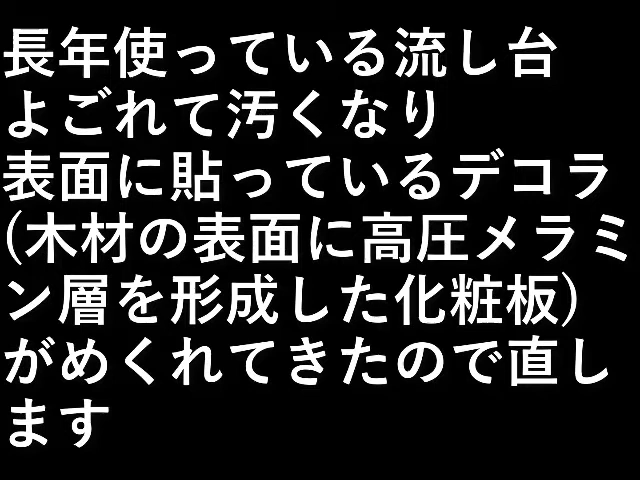 長年使っている流し台
よごれて汚くなり
表面に貼っているデコラ
(木材の表面に高圧メラミ
ン層を形成した化粧板)
がめくれてきたので直し
ます